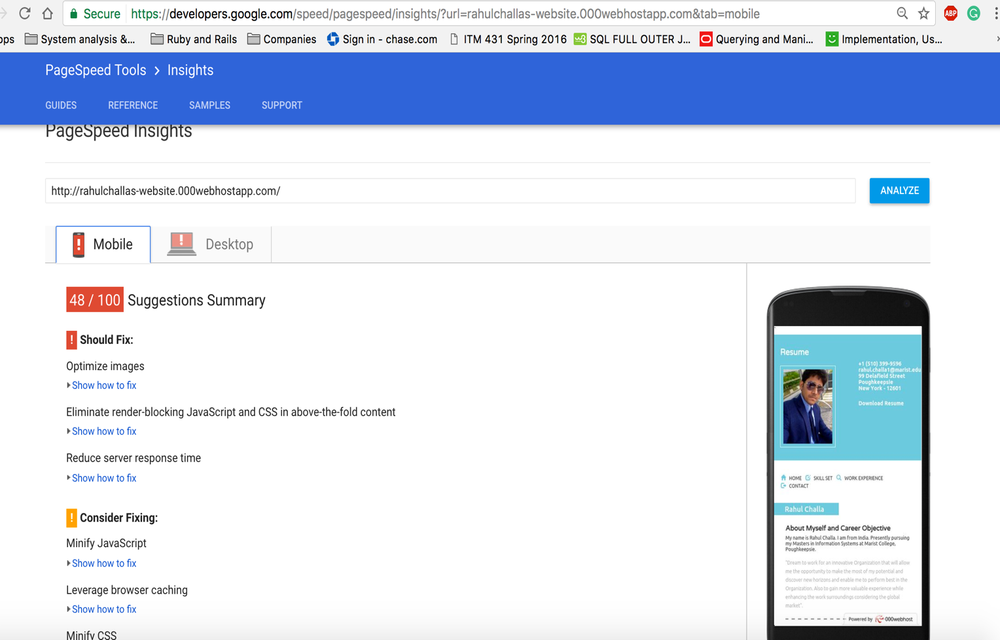 Secure https://developers.google.com/speed/pagespeed/insights/?url=rahulchallas-website.000webhostapp.com&tab=mobile ABP G
ops System analysis &... Ruby and Rails Companies Sign in - chase.com ITM 431 Spring 2016 w3 SQL FULL OUTER J... Querying and Mani... Implementation, Us...
PageSpeed Tools > Insights
GUIDES REFERENCE SAMPLES SUPPORT
PageSpeed Insights
http://rahulchallas-website.000webhostapp.com/ ANALYZE
! Mobile ! Desktop
48 / 100 Suggestions Summary
! Should Fix:
Optimize images
Show how to fix
Eliminate render-blocking JavaScript and CSS in above-the-fold content
Show how to fix
Reduce server response time
Show how to fix
! Consider Fixing:
Minify JavaScript
Show how to fix
Leverage browser caching
Show how to fix
Minify CSS
Resume
+1 (510) 399-9596
rahul.challa1@marist.edu
99 Delafield Street
Poughkeepsie
New York - 12601
Download Resume
HOME SKILL SET WORK EXPERIENCE
CONTACT
Rahul Challa
About Myself and Career Objective
My name is Rahul Challa. I am from India. Presently pursuing
my Masters in Information Systems at Marist College,
Poughkeepsie.
"Dream to work for an innovative Organization that will allow
me the opportunity to make the most of my potential and
discover new horizons and enable me to perform best in the
Organization. Also to gain more valuable experience while
enhancing the work surroundings considering the global
market".
Powered by 000webhost